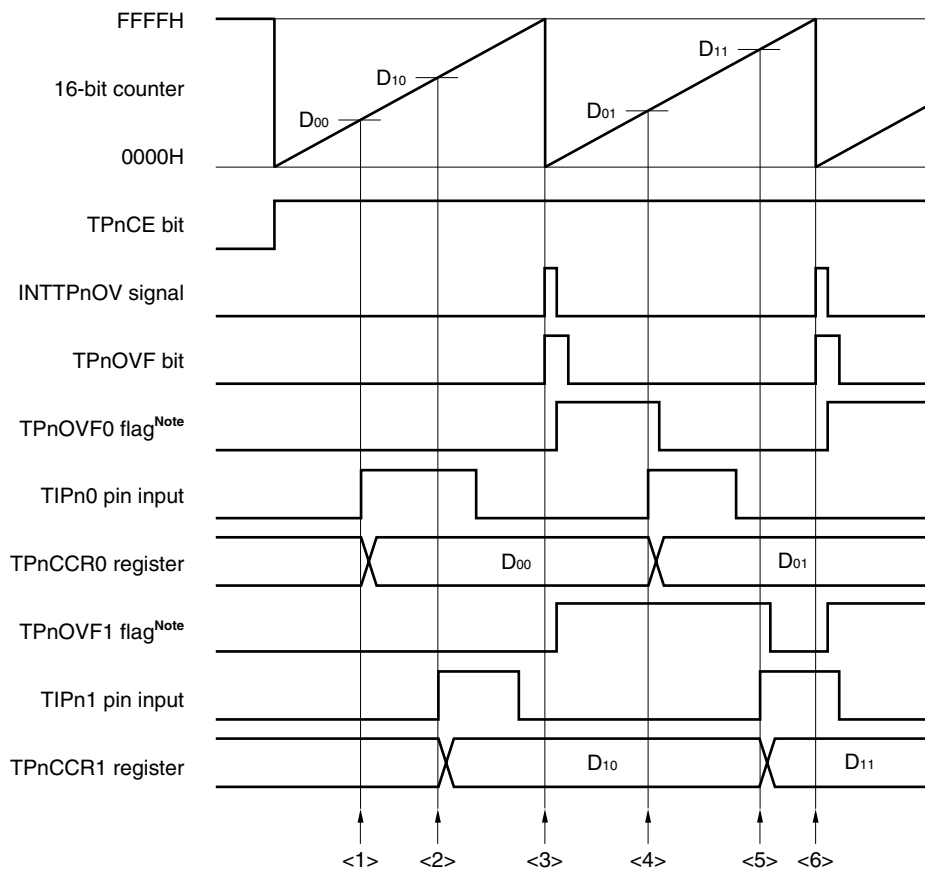 FFFFH
16-bit counter
0000H
D00
D10
D01
D11
TPnCE bit
INTTPnOV signal
TPnOVF bit
TPnOVF0 flagNote
TIPn0 pin input
TPnCCR0 register
D00
D01
TPnOVF1 flagNote
TIPn1 pin input
TPnCCR1 register
D10
D11
<1> <2> <3> <4> <5> <6>